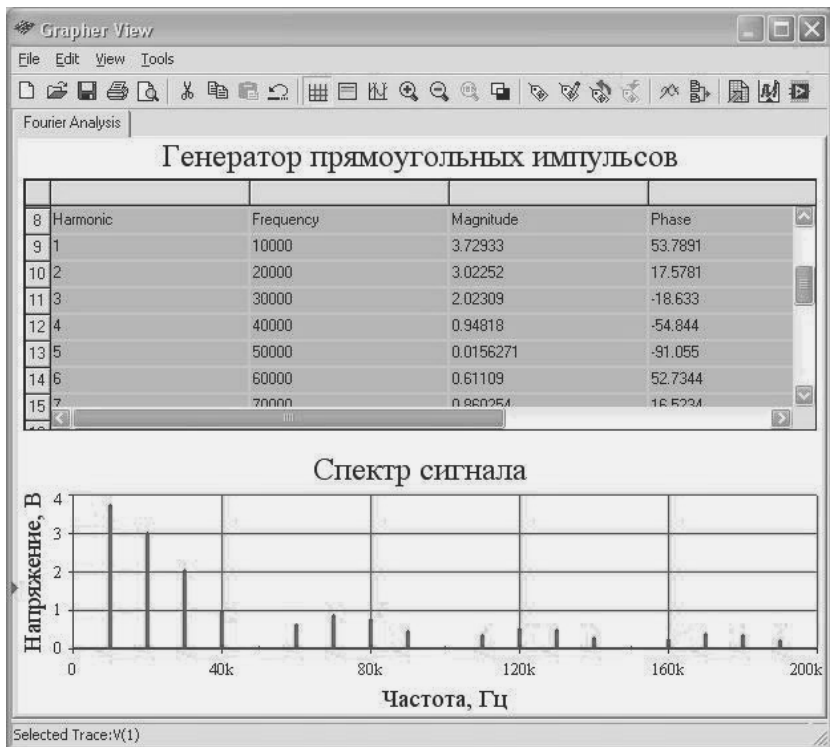 Grapher View
File Edit View Tools
Fourier Analysis
Генератор прямоугольных импульсов
8 Harmonic Frequency Magnitude Phase
9 1 10000 3.72933 53.7891
10 2 20000 3.02252 17.5781
11 3 30000 2.02309 -18.633
12 4 40000 0.94818 -54.844
13 5 50000 0.0156271 -91.055
14 6 60000 0.61109 52.7344
15 7 70000 0.860254 16.5234
Спектр сигнала
Напряжение, В
4
3
2
1
0
0 40k 80k 120k 160k 200k
Частота, Гц
Selected Trace:V(1)